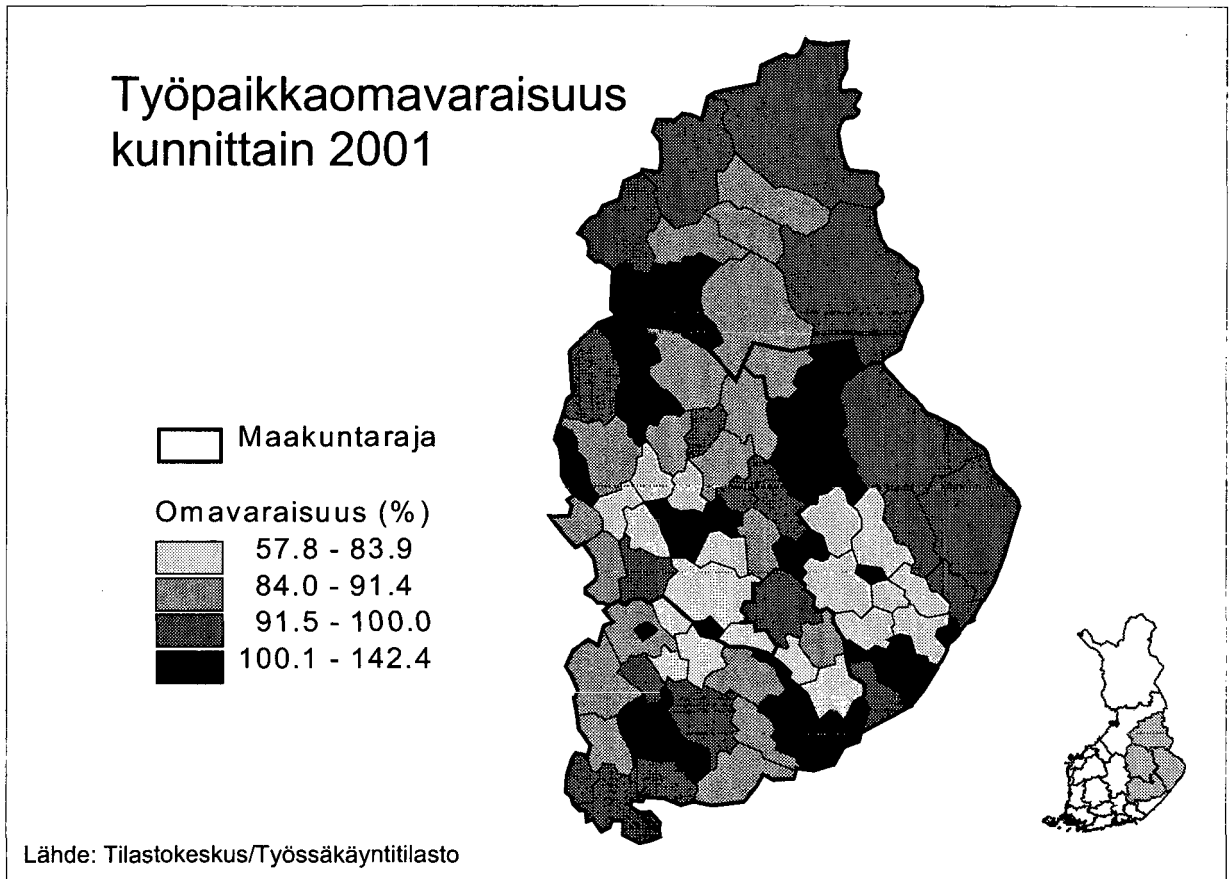 Työpaikkaomavaraisuus
kunnittain 2001
Maakuntaraja
Omavaraisuus (%)
57.8 - 83.9
84.0 - 91.4
91.5 - 100.0
100.1 - 142.4
Lähde: Tilastokeskus/Työssäkäyntitilasto